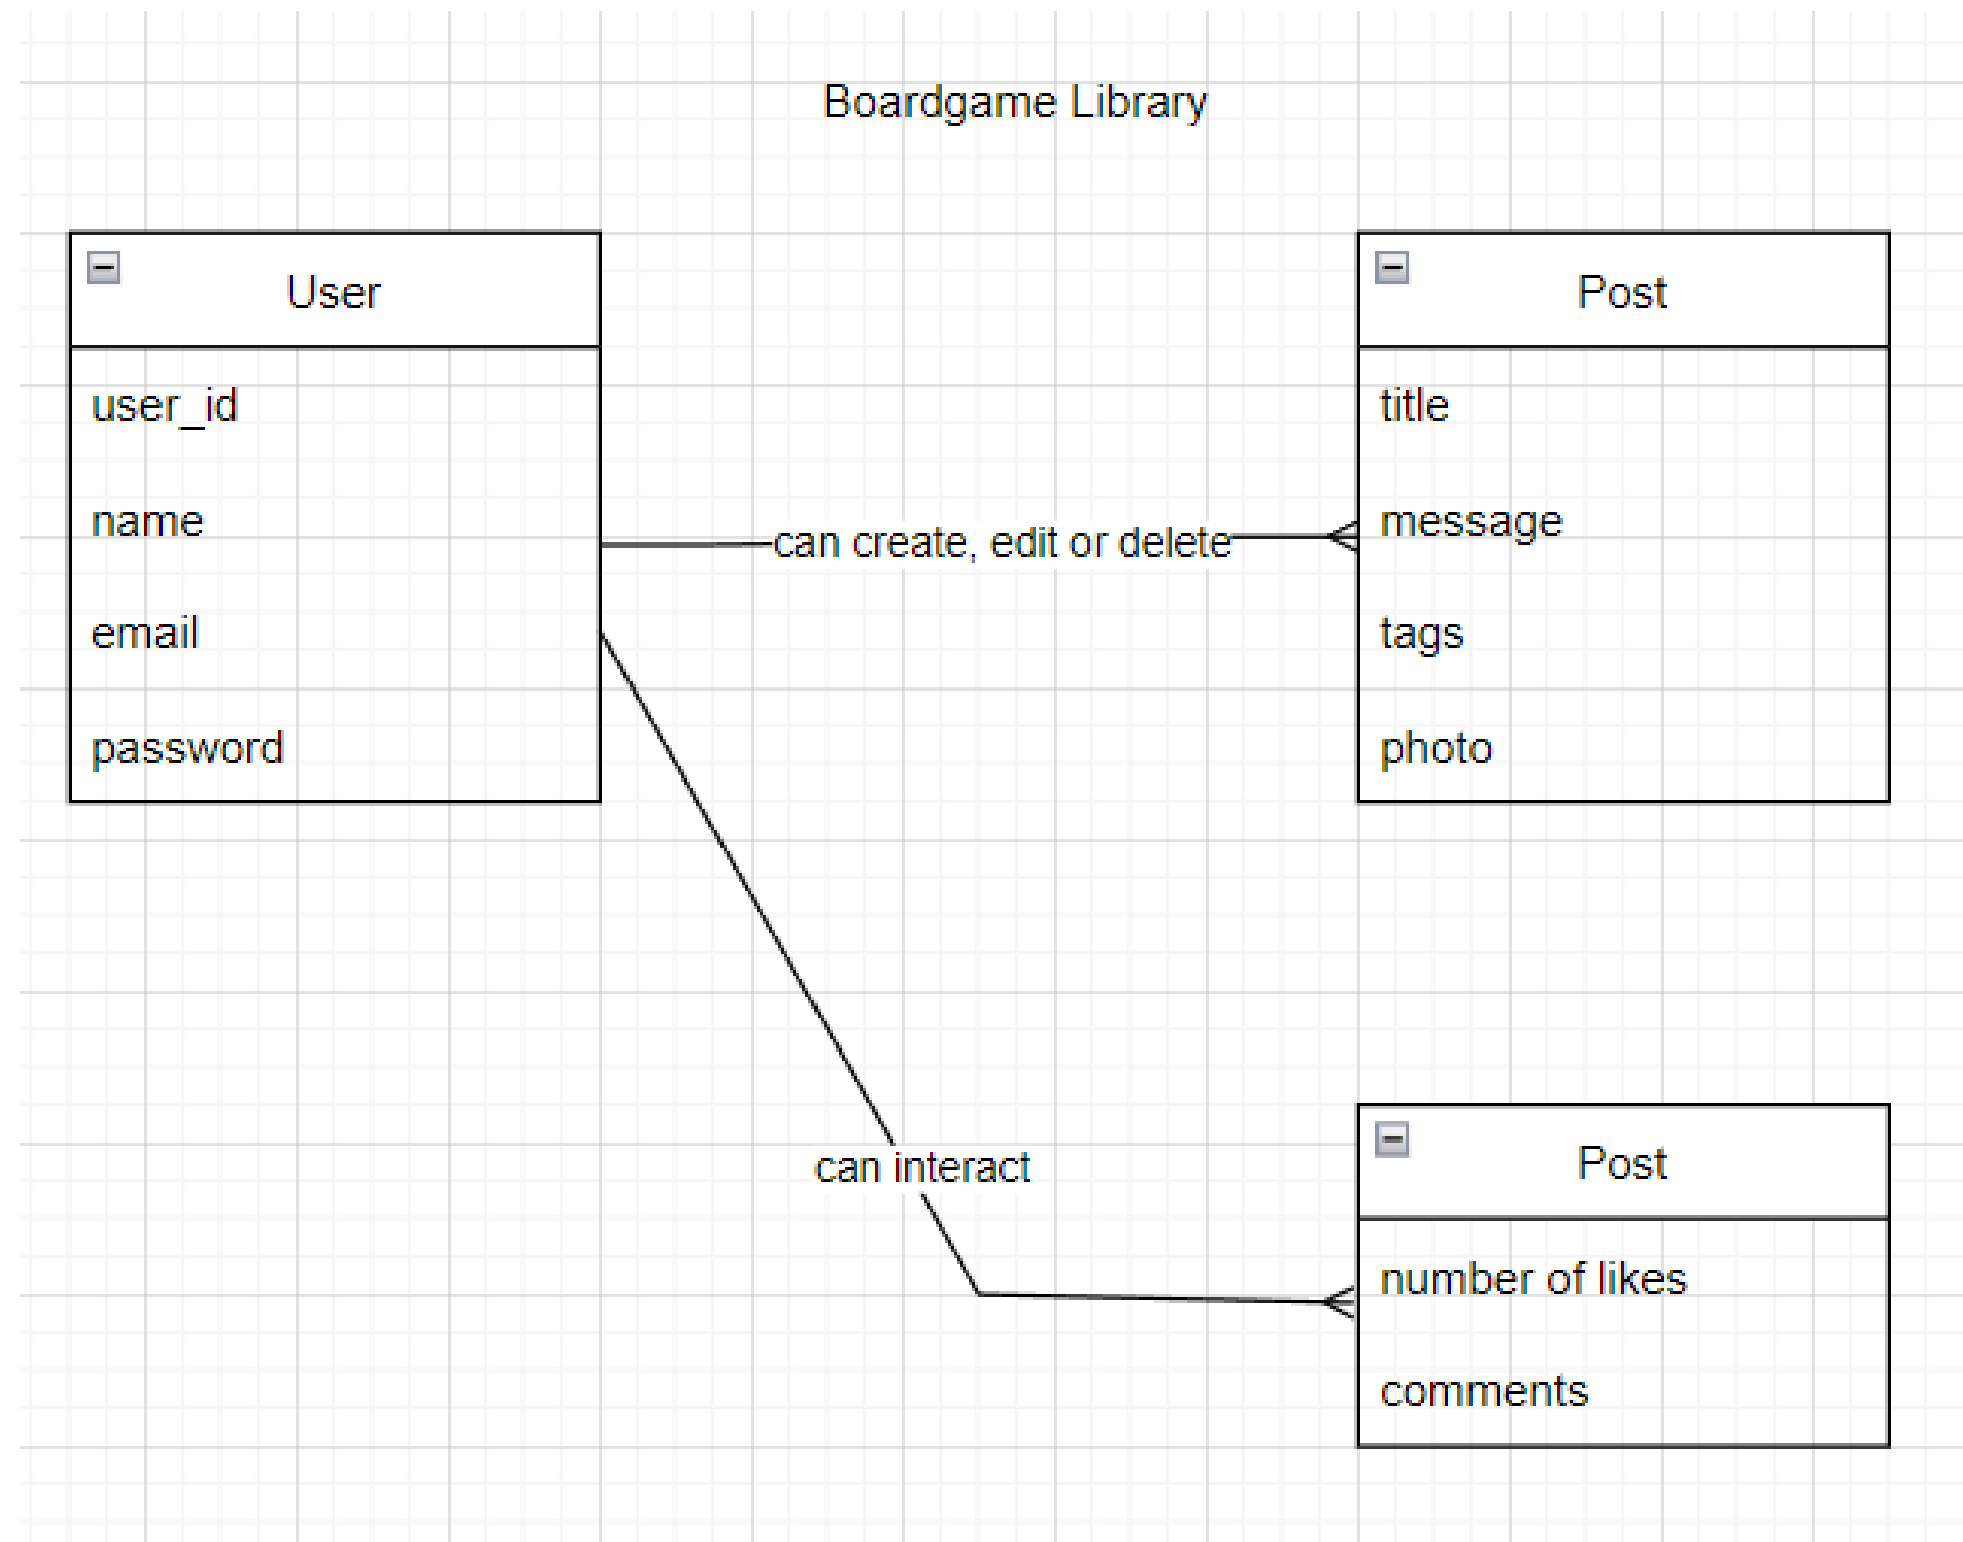 Boardgame Library
User
user_id
name
email
password
can create, edit or delete
Post
title
message
tags
photo
can interact
Post
number of likes
comments